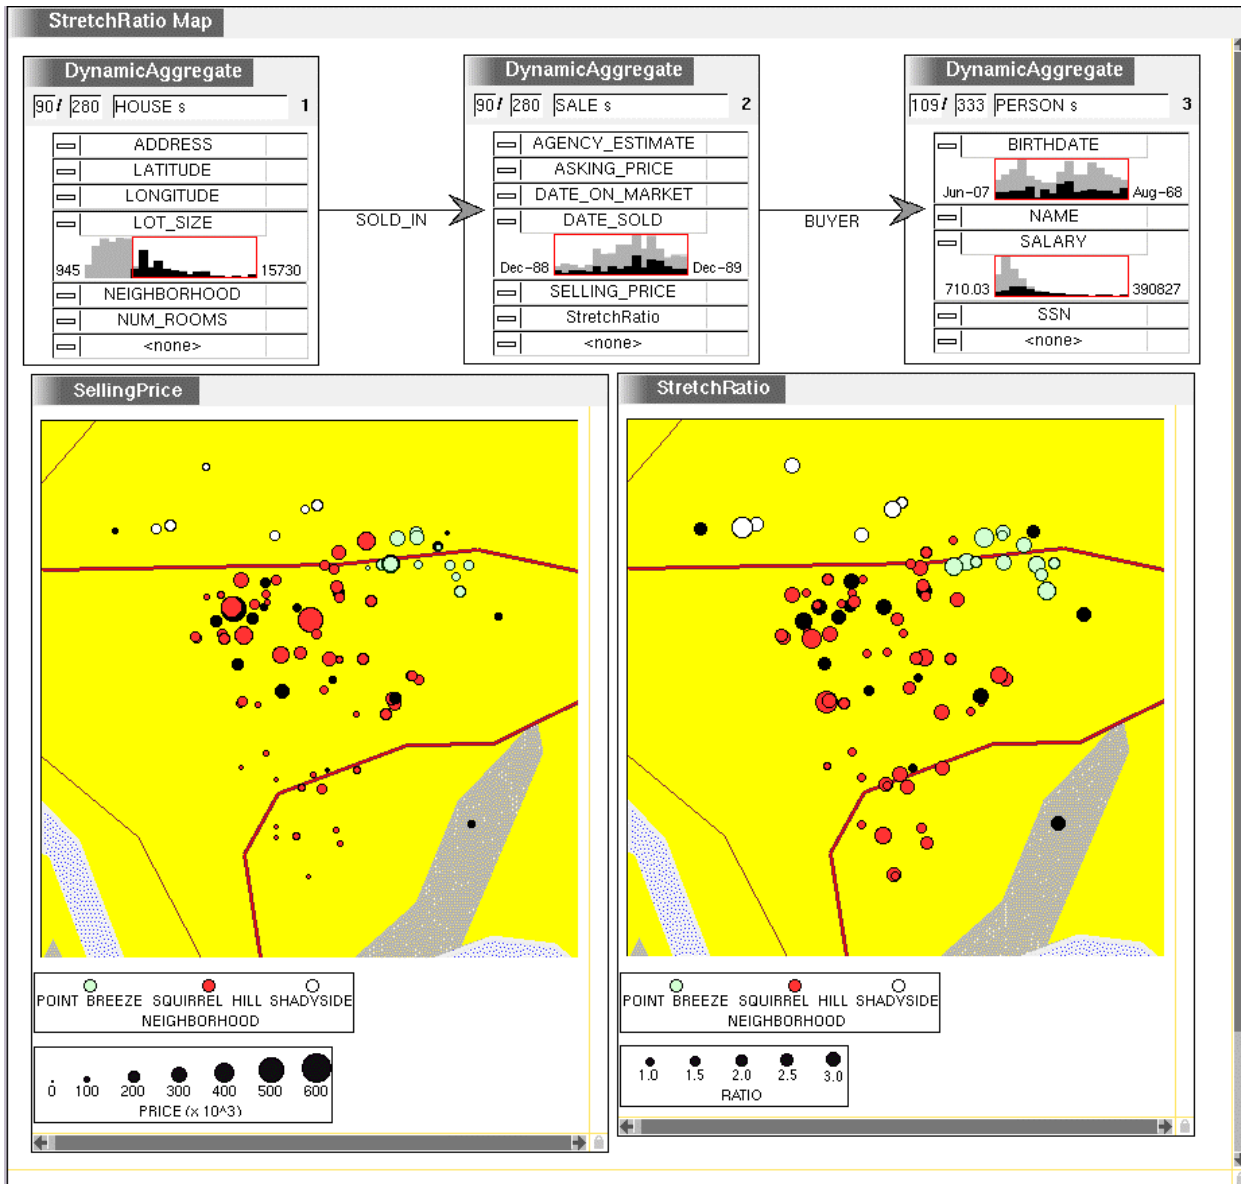 StretchRatio Map
DynamicAggregate
90/ 280 HOUSE s 1
ADDRESS
LATITUDE
LONGITUDE
LOT_SIZE
945 15730
NEIGHBORHOOD
NUM_ROOMS
<none>
SOLD_IN
DynamicAggregate
90/ 280 SALE s 2
AGENCY_ESTIMATE
ASKING_PRICE
DATE_ON_MARKET
DATE_SOLD
Dec-88 Dec-89
SELLING_PRICE
StretchRatio
<none>
BUYER
DynamicAggregate
109/ 333 PERSON s 3
BIRTHDATE
Jun-07 Aug-68
NAME
SALARY
710.03 390827
SSN
<none>
SellingPrice
POINT BREEZE SQUIRREL HILL SHADYSIDE
NEIGHBORHOOD
0 100 200 300 400 500 600
PRICE (x 10^3)
StretchRatio
POINT BREEZE SQUIRREL HILL SHADYSIDE
NEIGHBORHOOD
1.0 1.5 2.0 2.5 3.0
RATIO